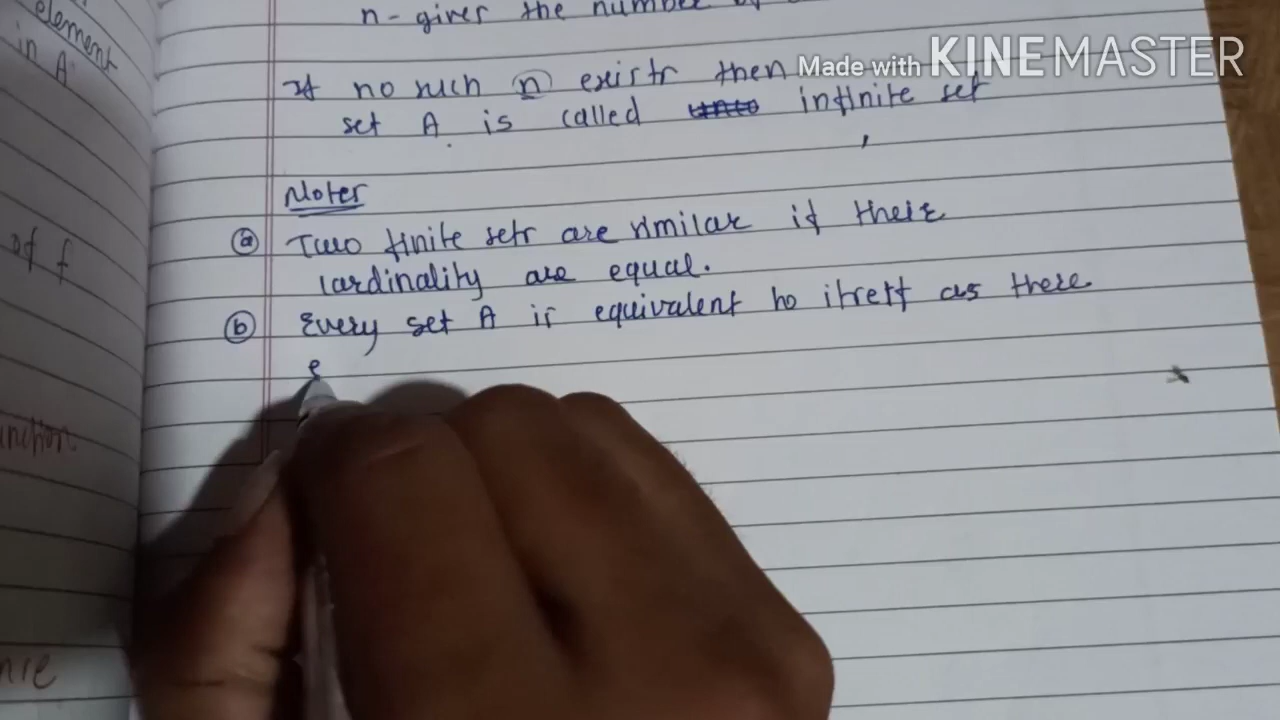 element
in A
of f
unction
n - gives the number of
If no such n exists then
set A is called infinite set
Made with KINEMASTER
Notes
(a) Two finite sets are similar if their
cardinality are equal.
(b) Every set A is equivalent to itself as there
e